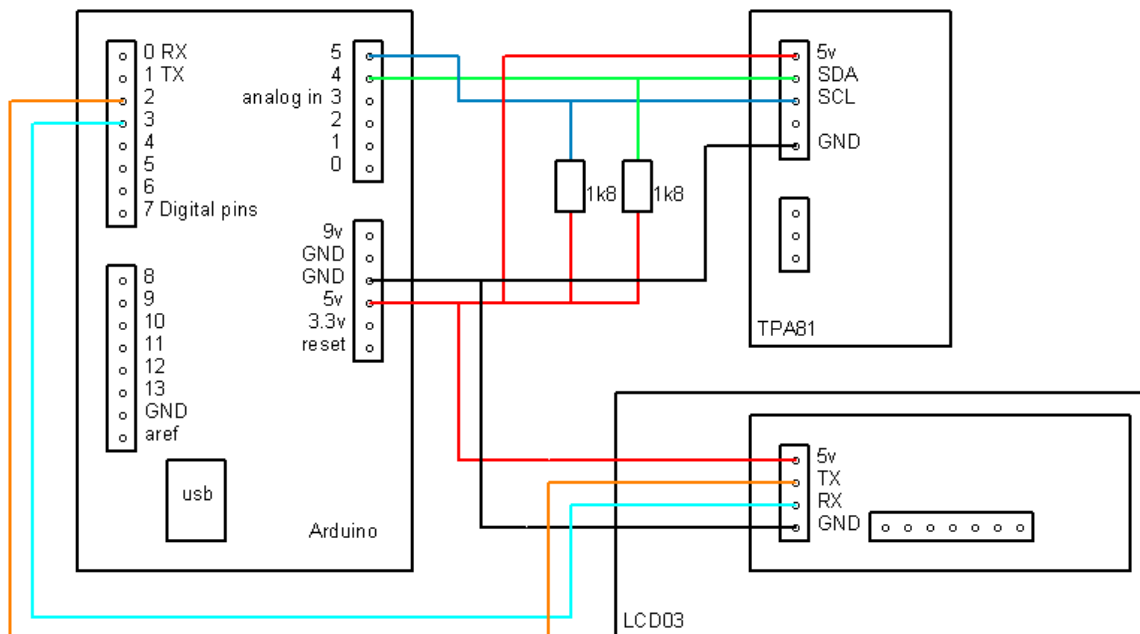 0 RX
1 TX
2
3
4
5
6
7 Digital pins
8
9
10
11
12
13
GND
aref
usb
Arduino
5
4
analog in 3
2
1
0
9v
GND
GND
5v
3.3v
reset
1k8
1k8
5v
SDA
SCL
GND
TPA81
5v
TX
RX
GND
LCD03